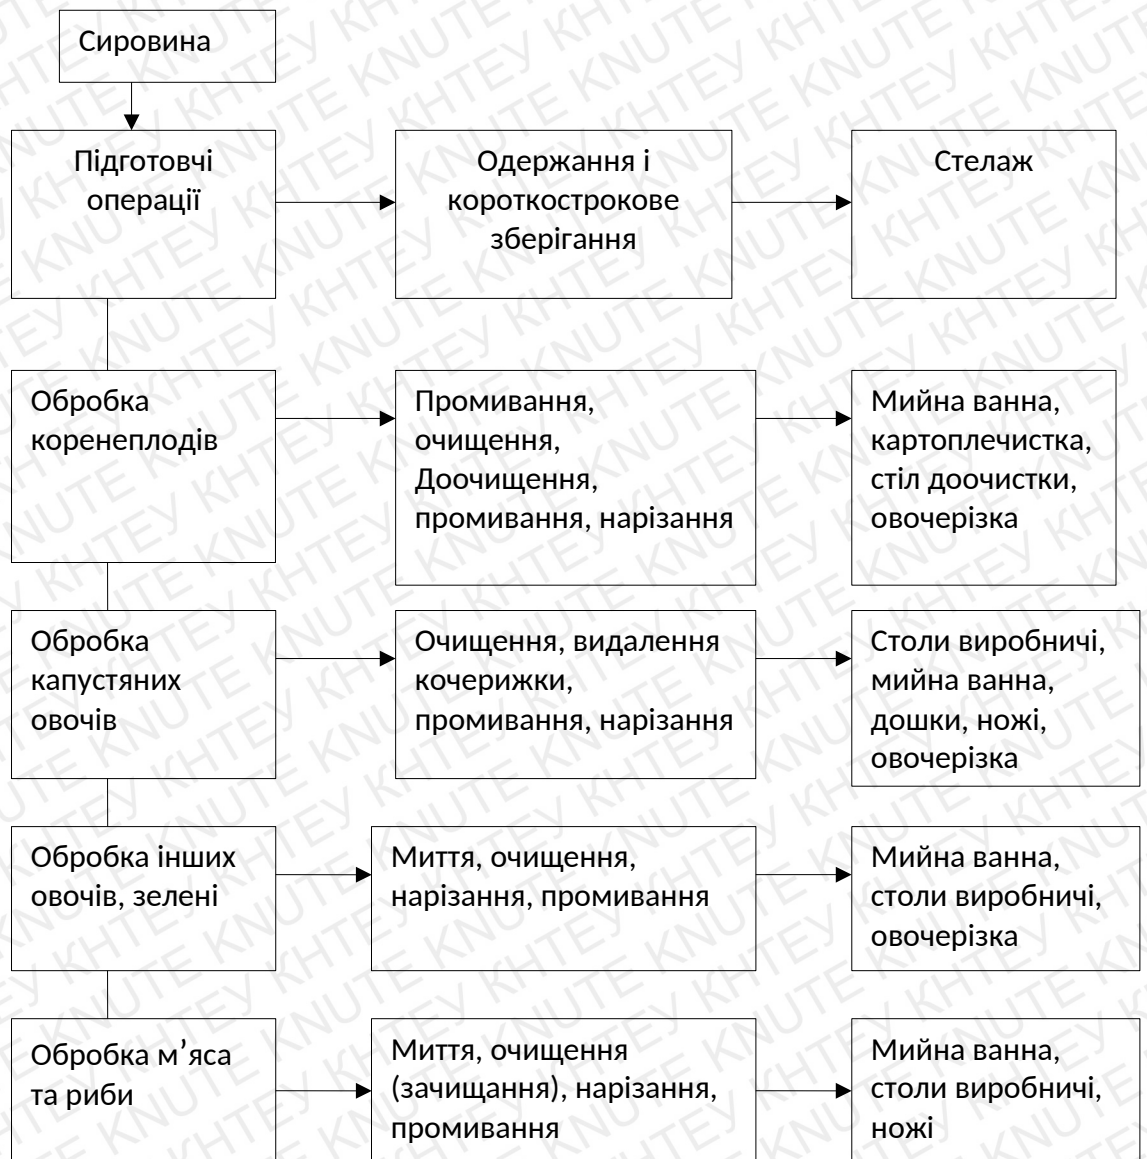 Сировина
Підготовчі
операції
Одержання і
короткострокове
зберігання
Стелаж
Обробка
коренеплодів
Промивання,
очищення,
Доочищення,
промивання, нарізання
Мийна ванна,
картоплечистка,
стіл доочистки,
овочерізка
Обробка
капустяних
овочів
Очищення, видалення
кочерижки,
промивання, нарізання
Столи виробничі,
мийна ванна,
дошки, ножі,
овочерізка
Обробка інших
овочів, зелені
Миття, очищення,
нарізання, промивання
Мийна ванна,
столи виробничі,
овочерізка
Обробка м’яса
та риби
Миття, очищення
(зачищання), нарізання,
промивання
Мийна ванна,
столи виробничі,
ножі